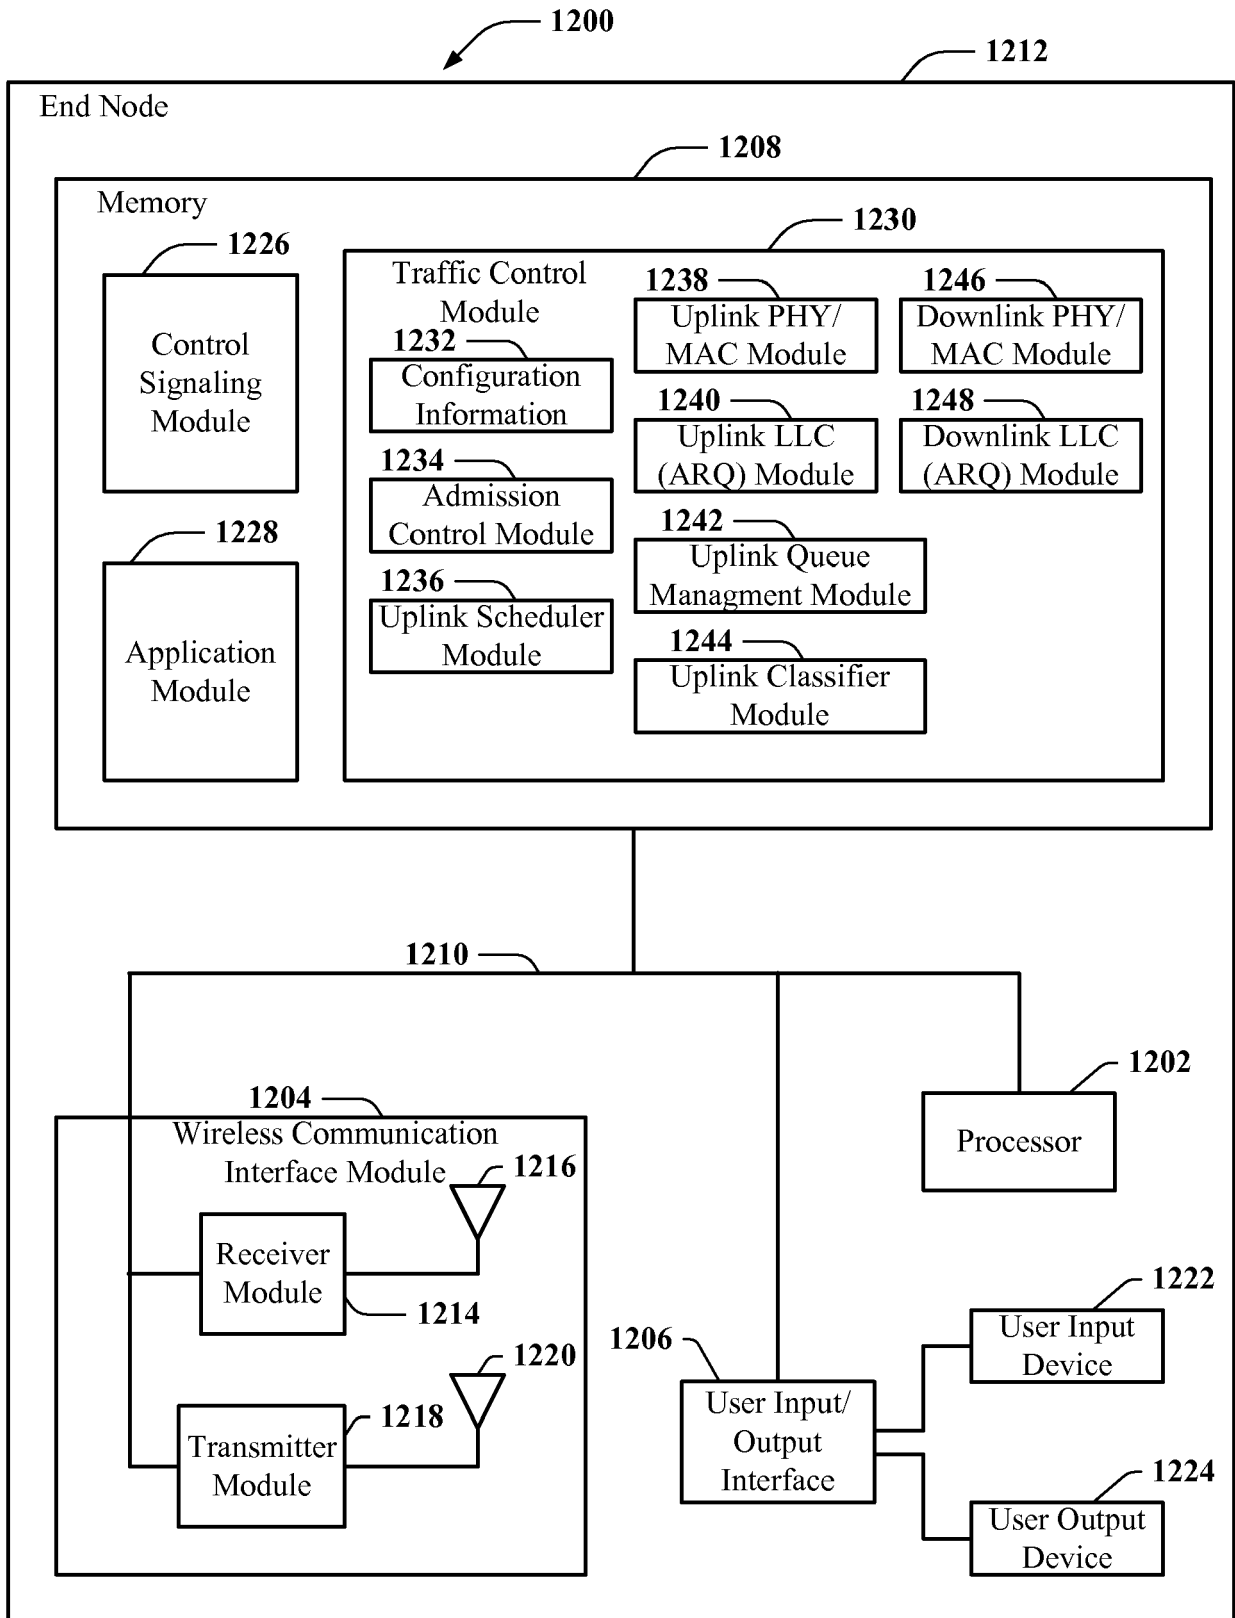 1200
1212
End Node
1208
Memory
1226
Control
Signaling
Module
1228
Application
Module
1230
Traffic Control
Module
1232
Configuration
Information
1234
Admission
Control Module
1236
Uplink Scheduler
Module
1238
Uplink PHY/
MAC Module
1240
Uplink LLC
(ARQ) Module
1242
Uplink Queue
Managment Module
1244
Uplink Classifier
Module
1246
Downlink PHY/
MAC Module
1248
Downlink LLC
(ARQ) Module
1210
1204
Wireless Communication
Interface Module
1216
Receiver
Module
1214
1220
1218
Transmitter
Module
1202
Processor
1206
User Input/
Output
Interface
1222
User Input
Device
1224
User Output
Device